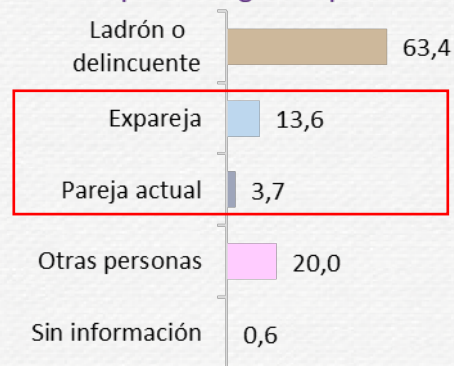 Ladrón o
delincuente
63,4
Expareja
13,6
Pareja actual
3,7
Otras personas
20,0
Sin información
0,6